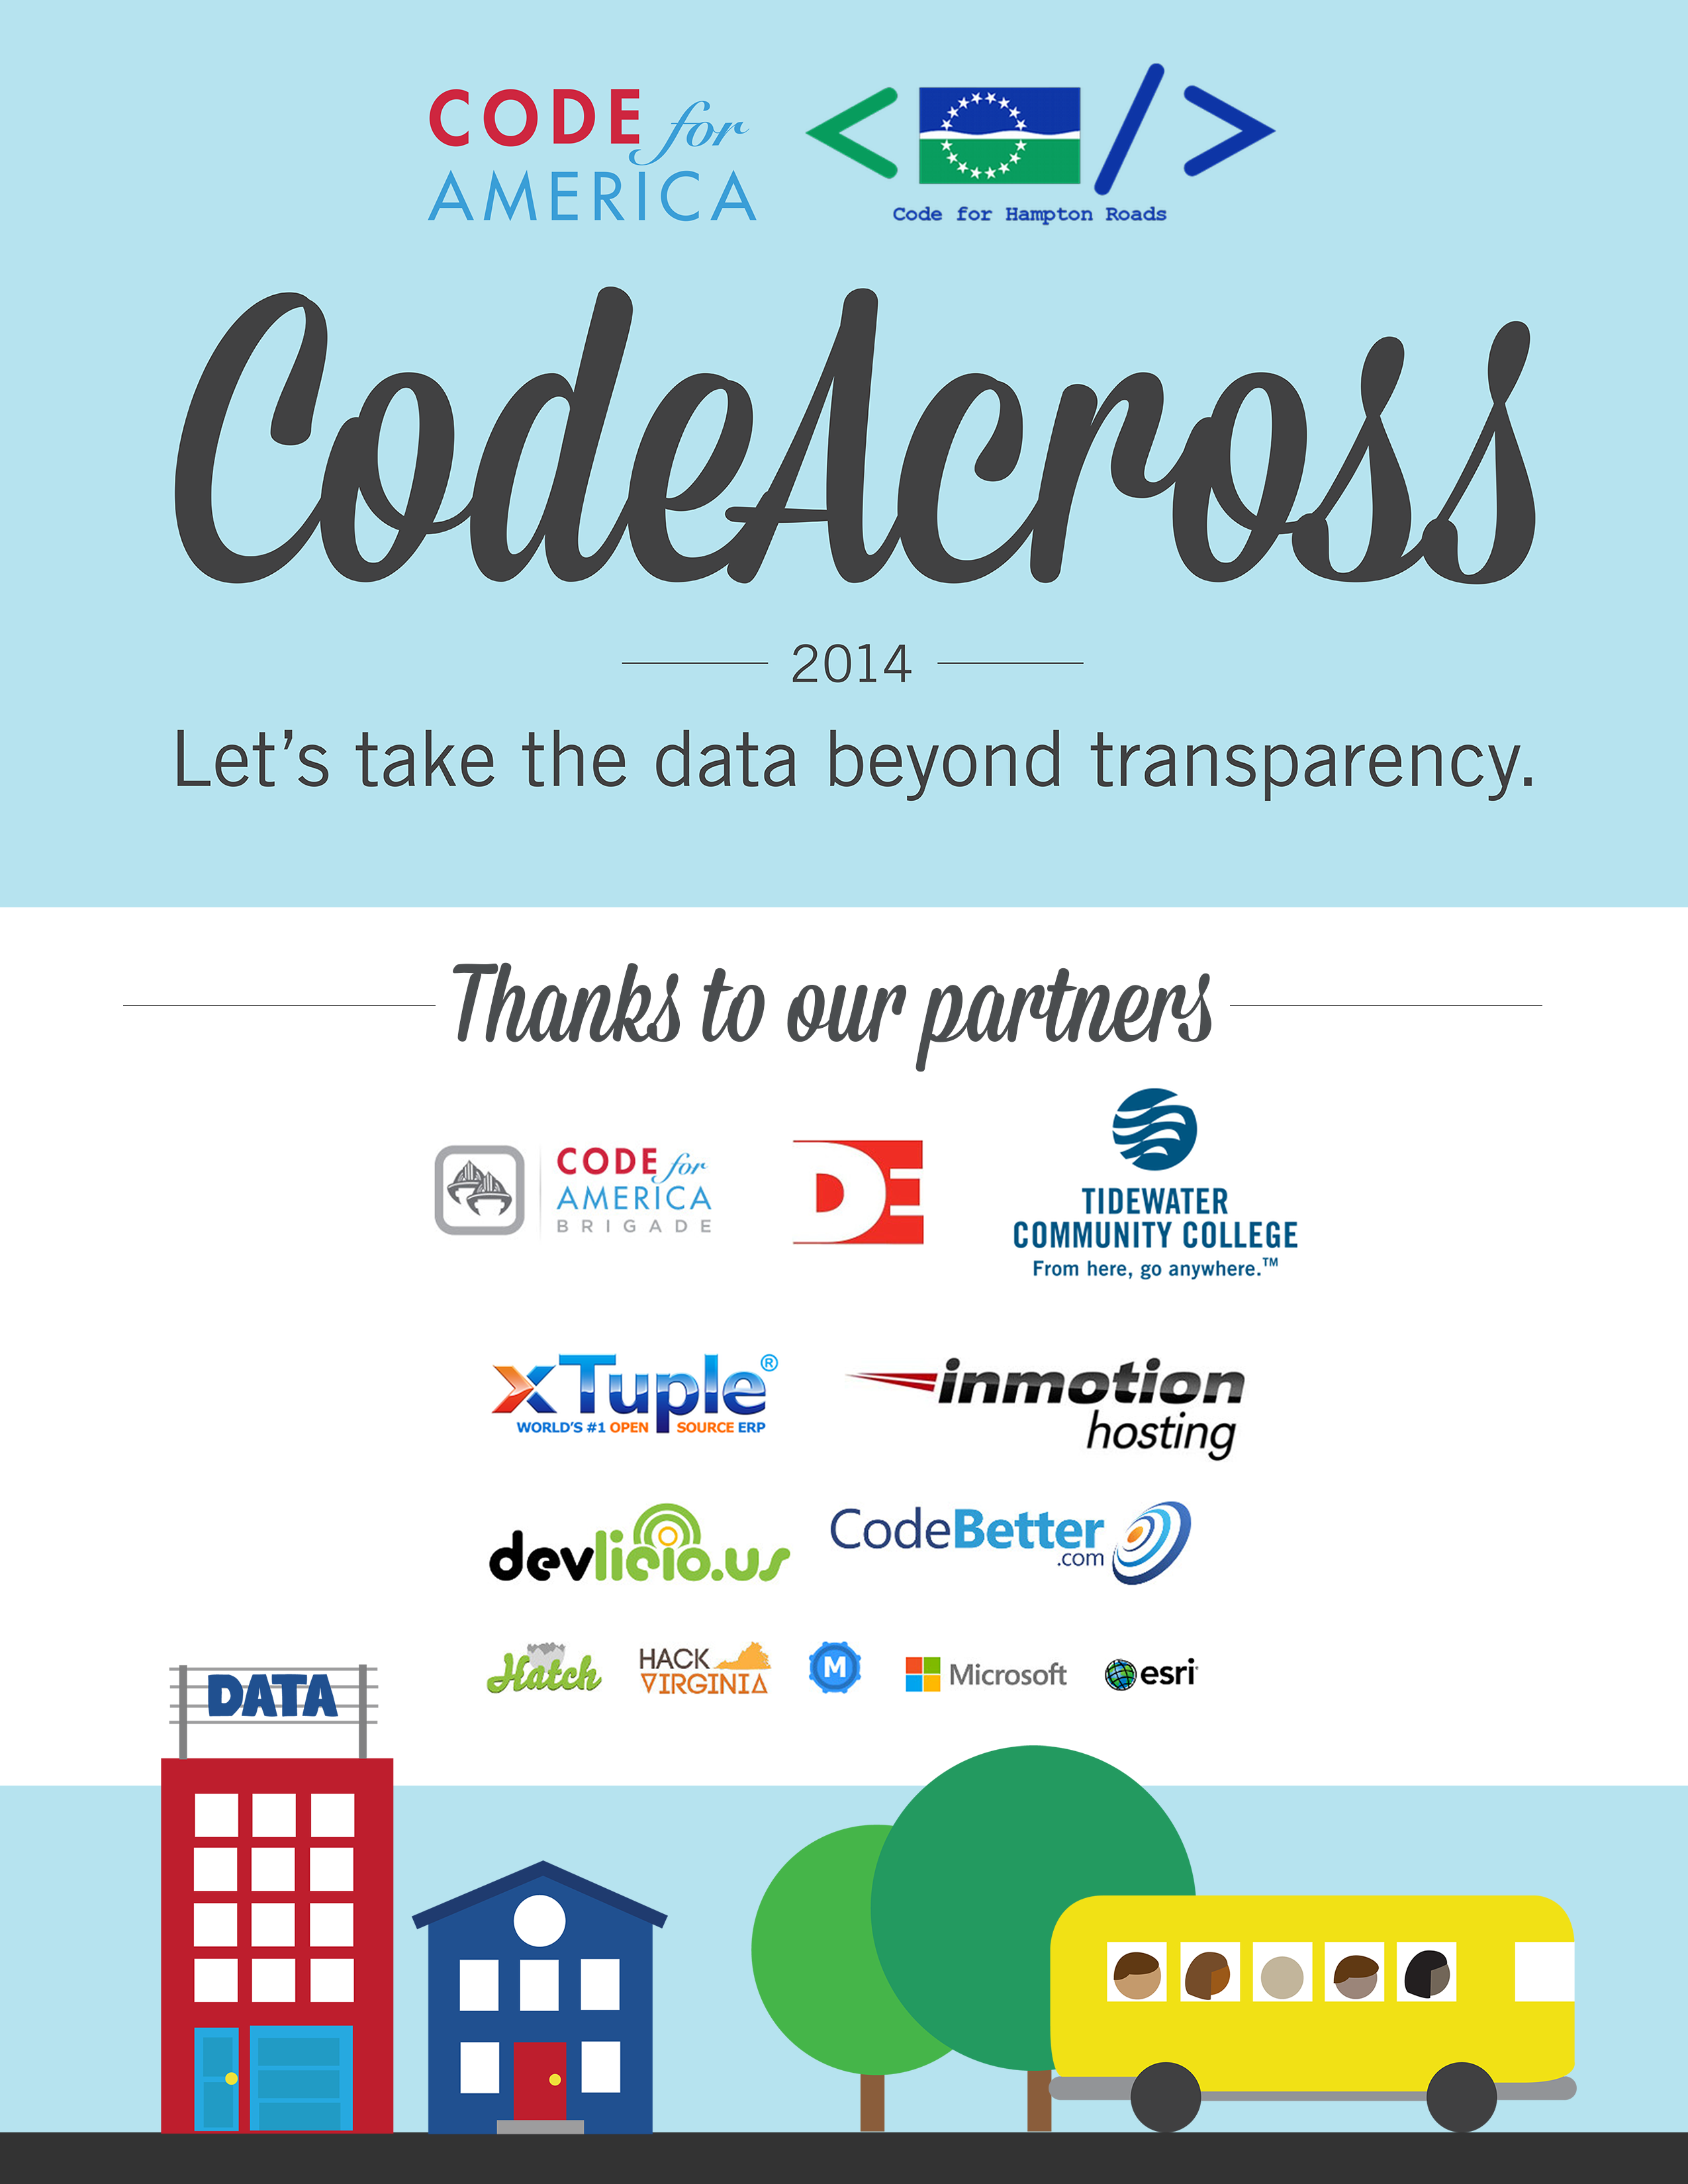 CODE for
AMERICA
Code for Hampton Roads
CodeAcross
2014
Let's take the data beyond transparency.
Thanks to our partners
CODE for
AMERICA
BRIGADE
DE
TIDEWATER
COMMUNITY COLLEGE
From here, go anywhere.™
xTuple®
WORLD'S #1 OPEN SOURCE ERP
inmotion
hosting
devlicio.us
CodeBetter
.com
Hatch
HACK
VIRGINIA
M
Microsoft
esri
DATA